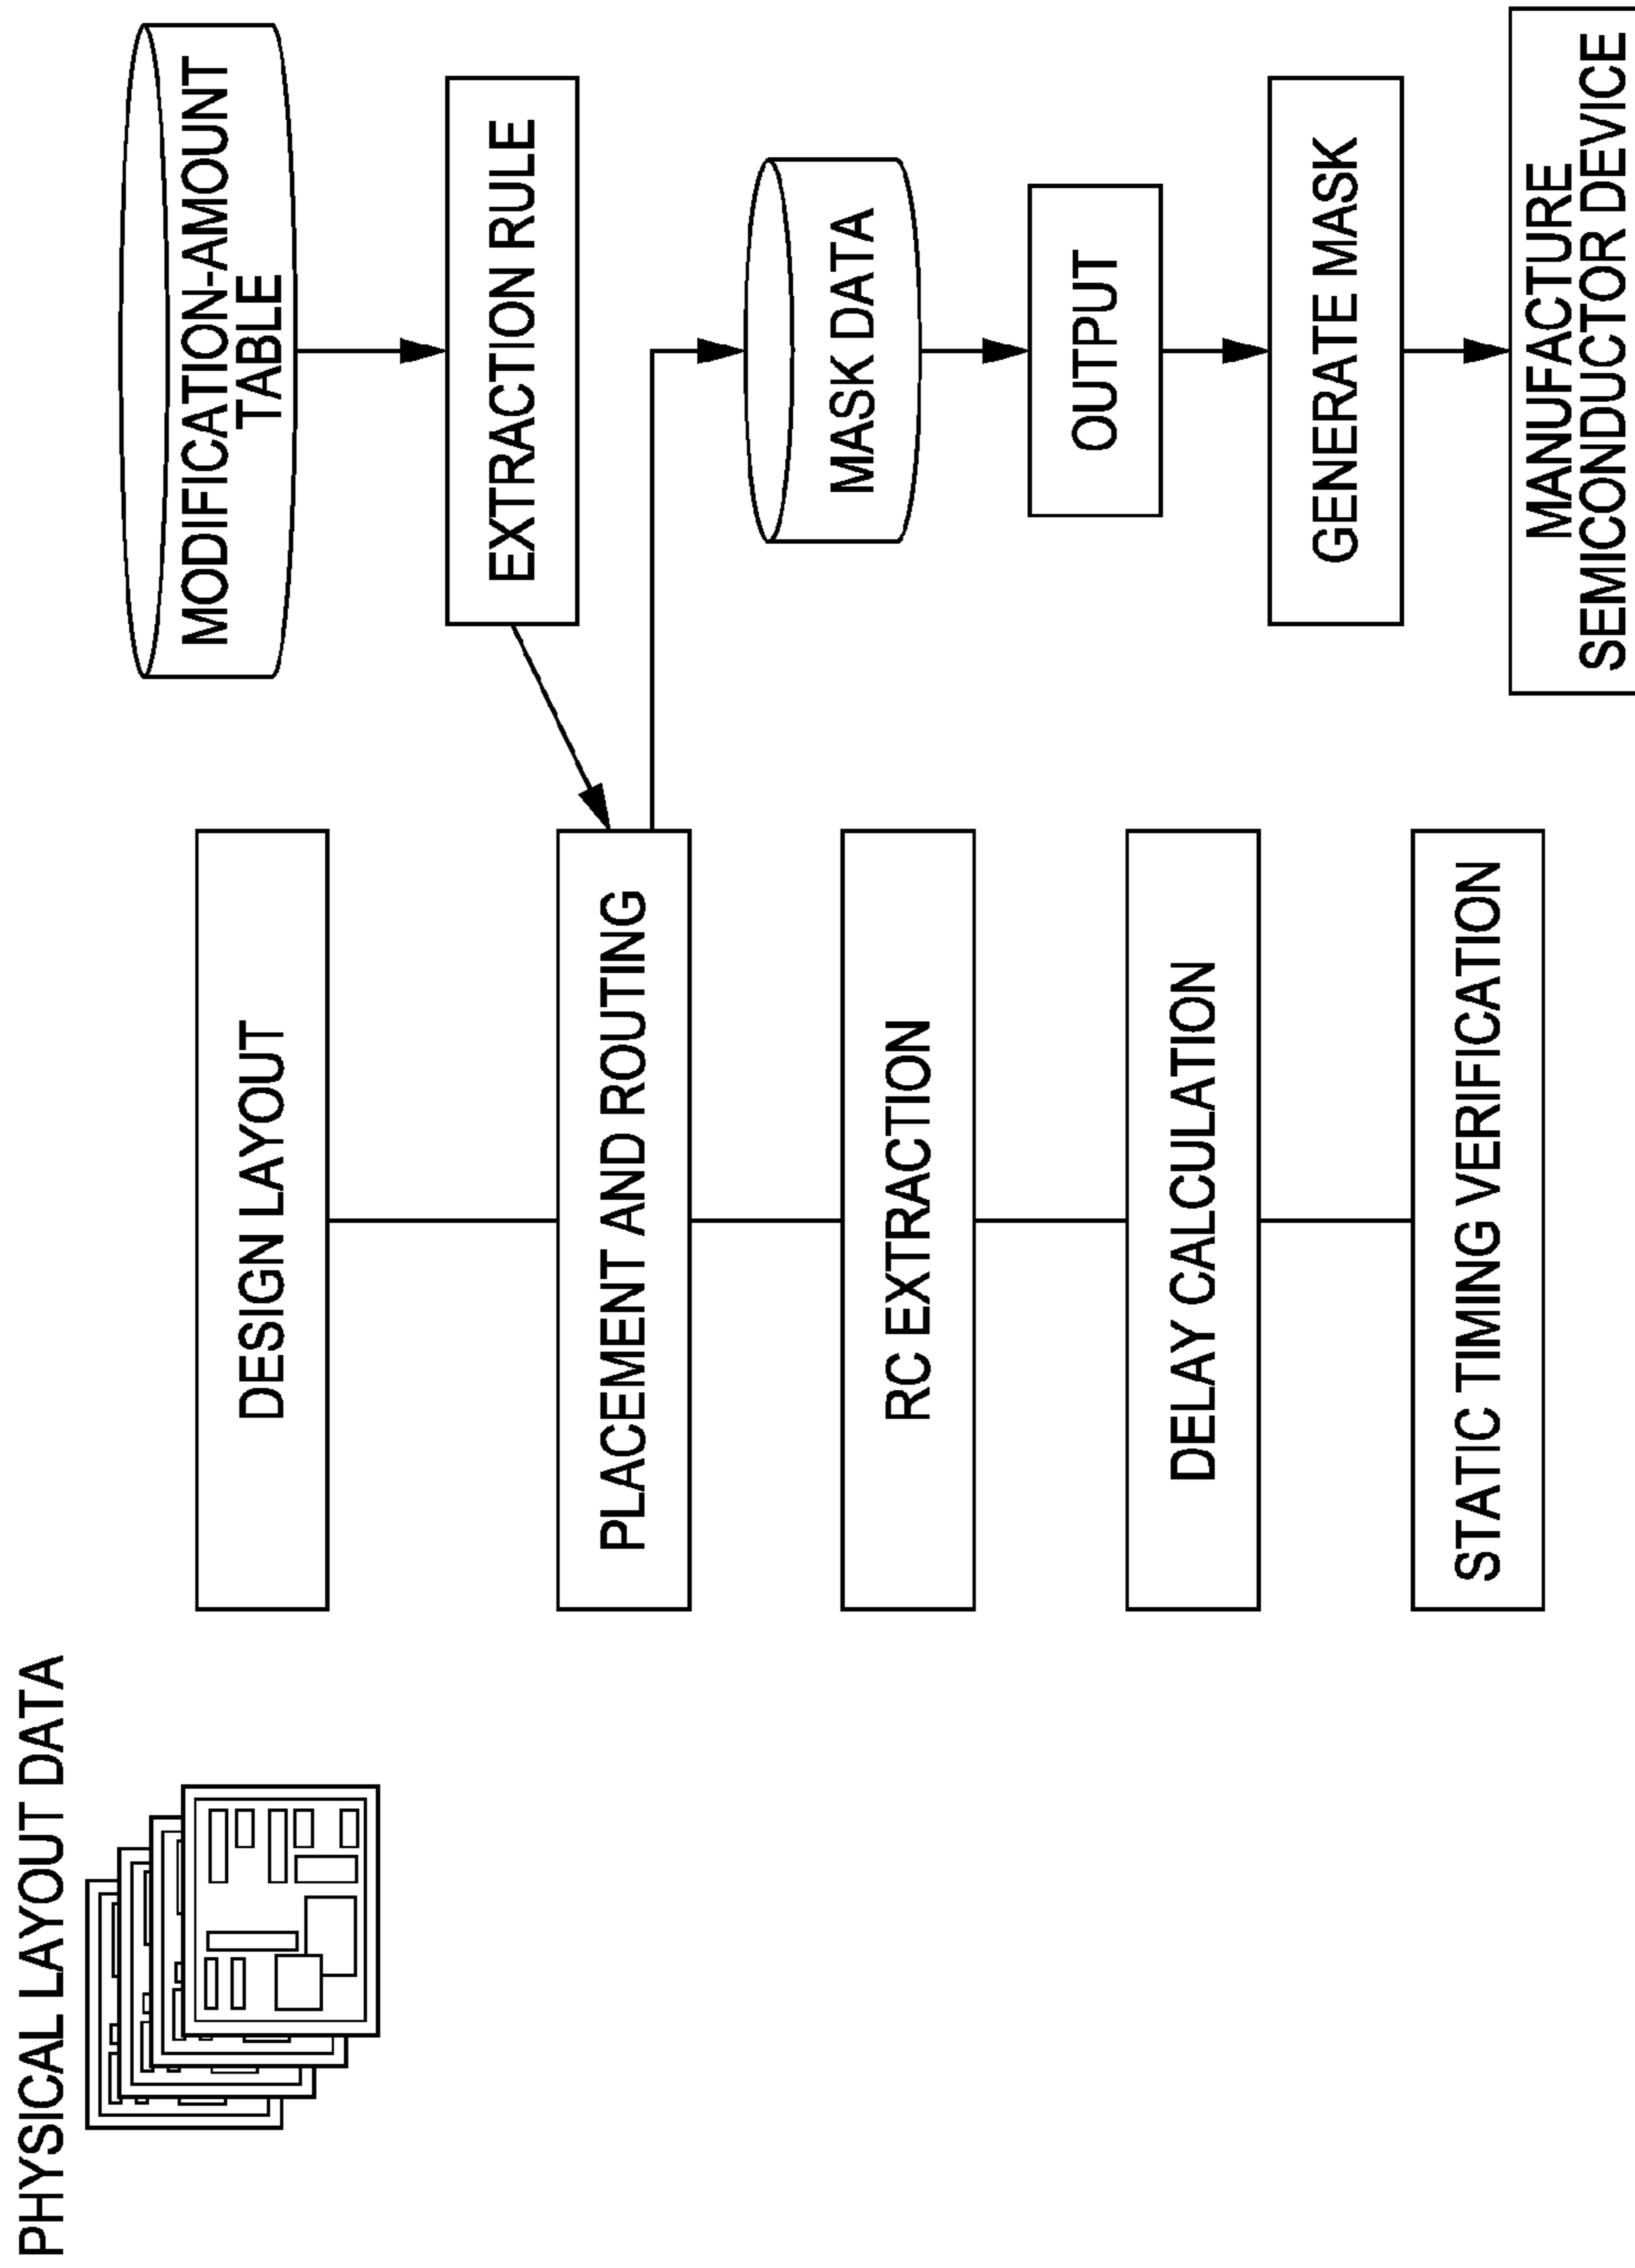 PHYSICAL LAYOUT DATA
DESIGN LAYOUT
PLACEMENT AND ROUTING
RC EXTRACTION
DELAY CALCULATION
STATIC TIMING VERIFICATION
MODIFICATION-AMOUNT
TABLE
EXTRACTION RULE
MASK DATA
OUTPUT
GENERATE MASK
MANUFACTURE
SEMICONDUCTOR DEVICE